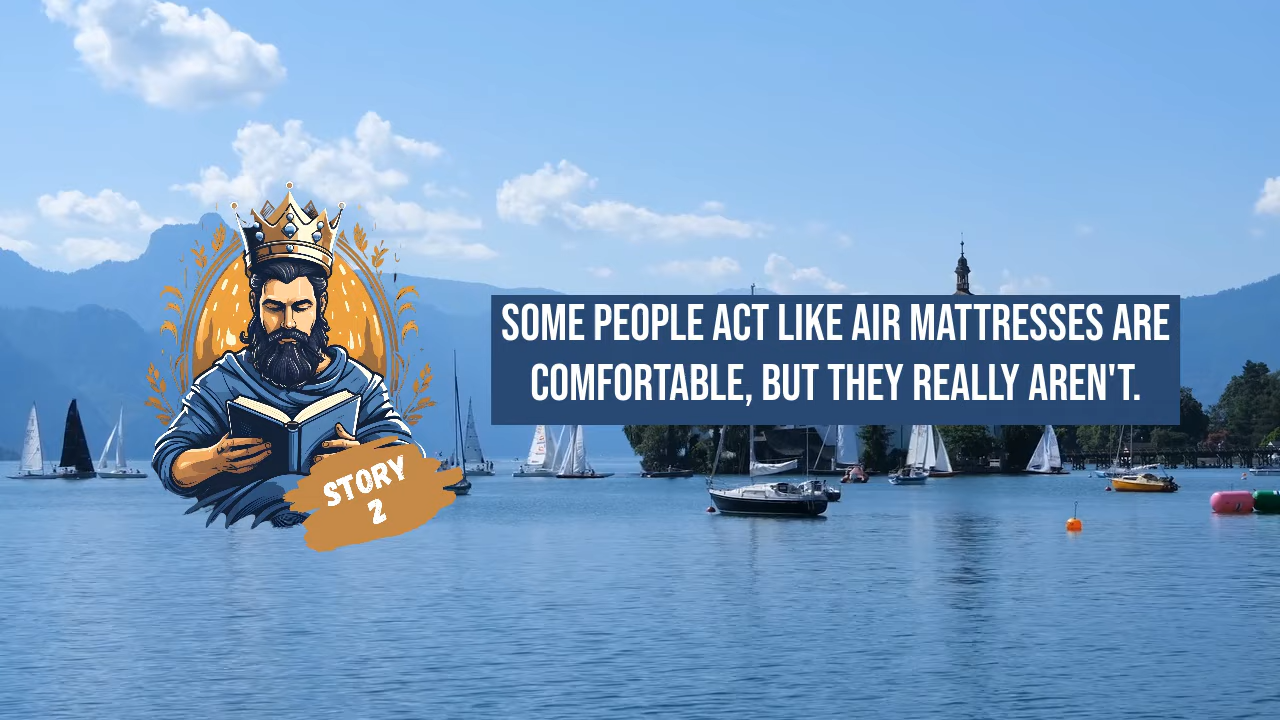 SOME PEOPLE ACT LIKE AIR MATTRESSES ARE
COMFORTABLE, BUT THEY REALLY AREN'T.
STORY
2